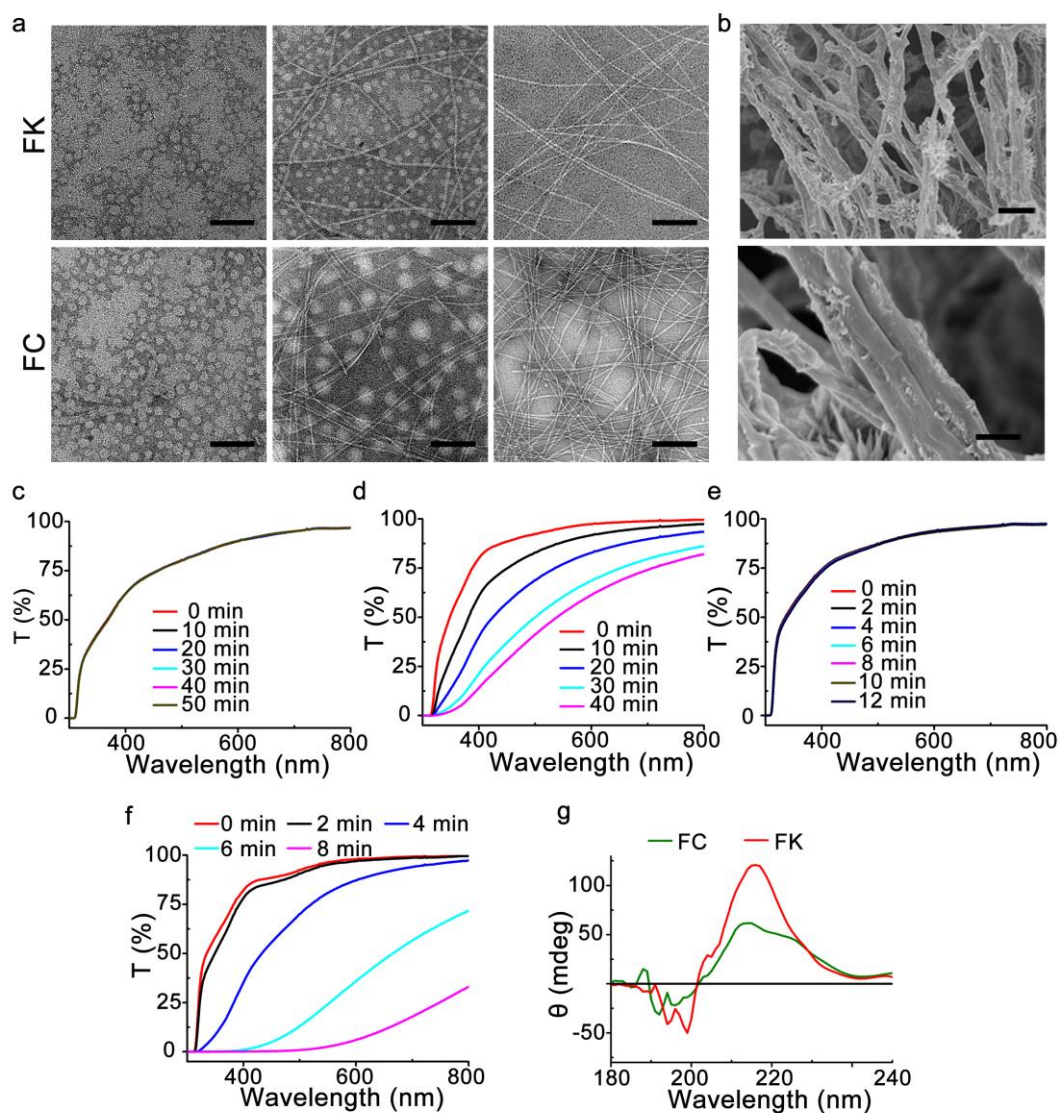 a
b
FK
FC
c
100
75
50
25
0
T (%)
0 min
10 min
20 min
30 min
40 min
50 min
400
600
800
Wavelength (nm)
d
100
75
50
25
0
T (%)
0 min
10 min
20 min
30 min
40 min
400
600
800
Wavelength (nm)
e
100
75
50
25
0
T (%)
0 min
2 min
4 min
6 min
8 min
10 min
12 min
400
600
800
Wavelength (nm)
f
0 min 2 min 4 min
6 min 8 min
100
75
50
25
0
T (%)
400
600
800
Wavelength (nm)
g
FC FK
100
50
0
-50
θ (mdeg)
180
200
220
240
Wavelength (nm)